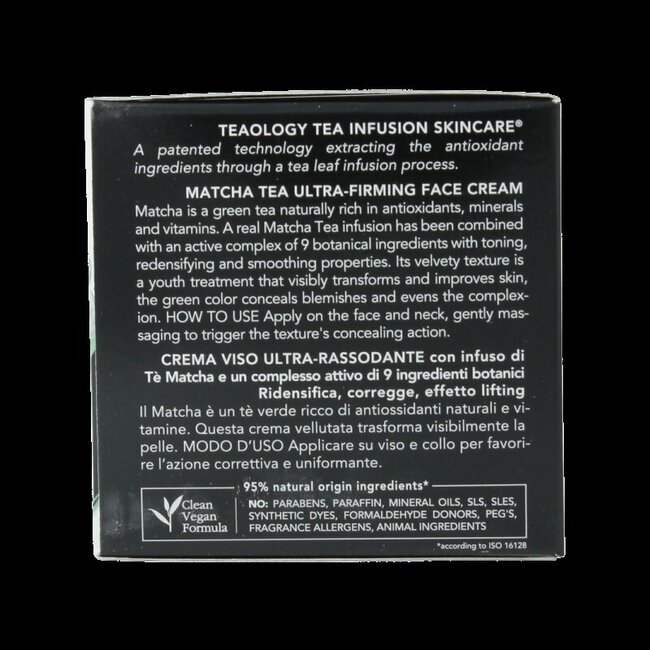 TEAOLOGY TEA INFUSION SKINCARE®
A patented technology extracting the antioxidant
ingredients through a tea leaf infusion process.
MATCHA TEA ULTRA-FIRMING FACE CREAM
Matcha is a green tea naturally rich in antioxidants, minerals
and vitamins. A real Matcha Tea infusion has been combined
with an active complex of 9 botanical ingredients with toning,
redensifying and smoothing properties. Its velvety texture is
a youth treatment that visibly transforms and improves skin,
the green color conceals blemishes and evens the complex-
ion. HOW TO USE Apply on the face and neck, gently mas-
saging to trigger the texture's concealing action.
CREMA VISO ULTRA-RASSODANTE con infuso di
Tè Matcha e un complesso attivo di 9 ingredienti botanici
Ridensifica, corregge, effetto lifting
Il Matcha è un tè verde ricco di antiossidanti naturali e vi-
tamine. Questa crema vellutata trasforma visibilmente la
pelle. MODO D'USO Applicare su viso e collo per favori-
re l'azione correttiva e uniformante.
95% natural origin ingredients*
Clean
Vegan
Formula
NO: PARABENS, PARAFFIN, MINERAL OILS, SLS, SLES,
SYNTHETIC DYES, FORMALDEHYDE DONORS, PEG'S,
FRAGRANCE ALLERGENS, ANIMAL INGREDIENTS
*according to ISO 16128